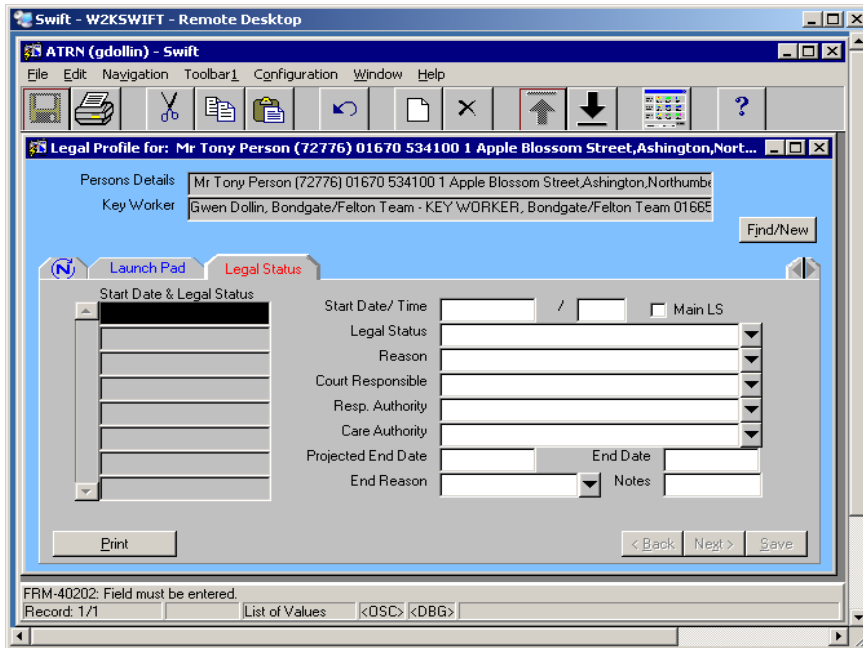 Swift - W2KSWIFT - Remote Desktop
ATRN (gdollin) - Swift
File Edit Navigation Toolbar1 Configuration Window Help
?
Legal Profile for: Mr Tony Person (72776) 01670 534100 1 Apple Blossom Street,Ashington,Nort...
Persons Details Mr Tony Person (72776) 01670 534100 1 Apple Blossom Street,Ashington,Northumbe
Key Worker Gwen Dollin, Bondgate/Felton Team - KEY WORKER, Bondgate/Felton Team 01665
Find/New
N Launch Pad Legal Status
Start Date & Legal Status
Start Date/ Time / Main LS
Legal Status
Reason
Court Responsible
Resp. Authority
Care Authority
Projected End Date End Date
End Reason Notes
Print < Back Next > Save
FRM-40202: Field must be entered.
Record: 1/1 List of Values <OSC> <DBG>